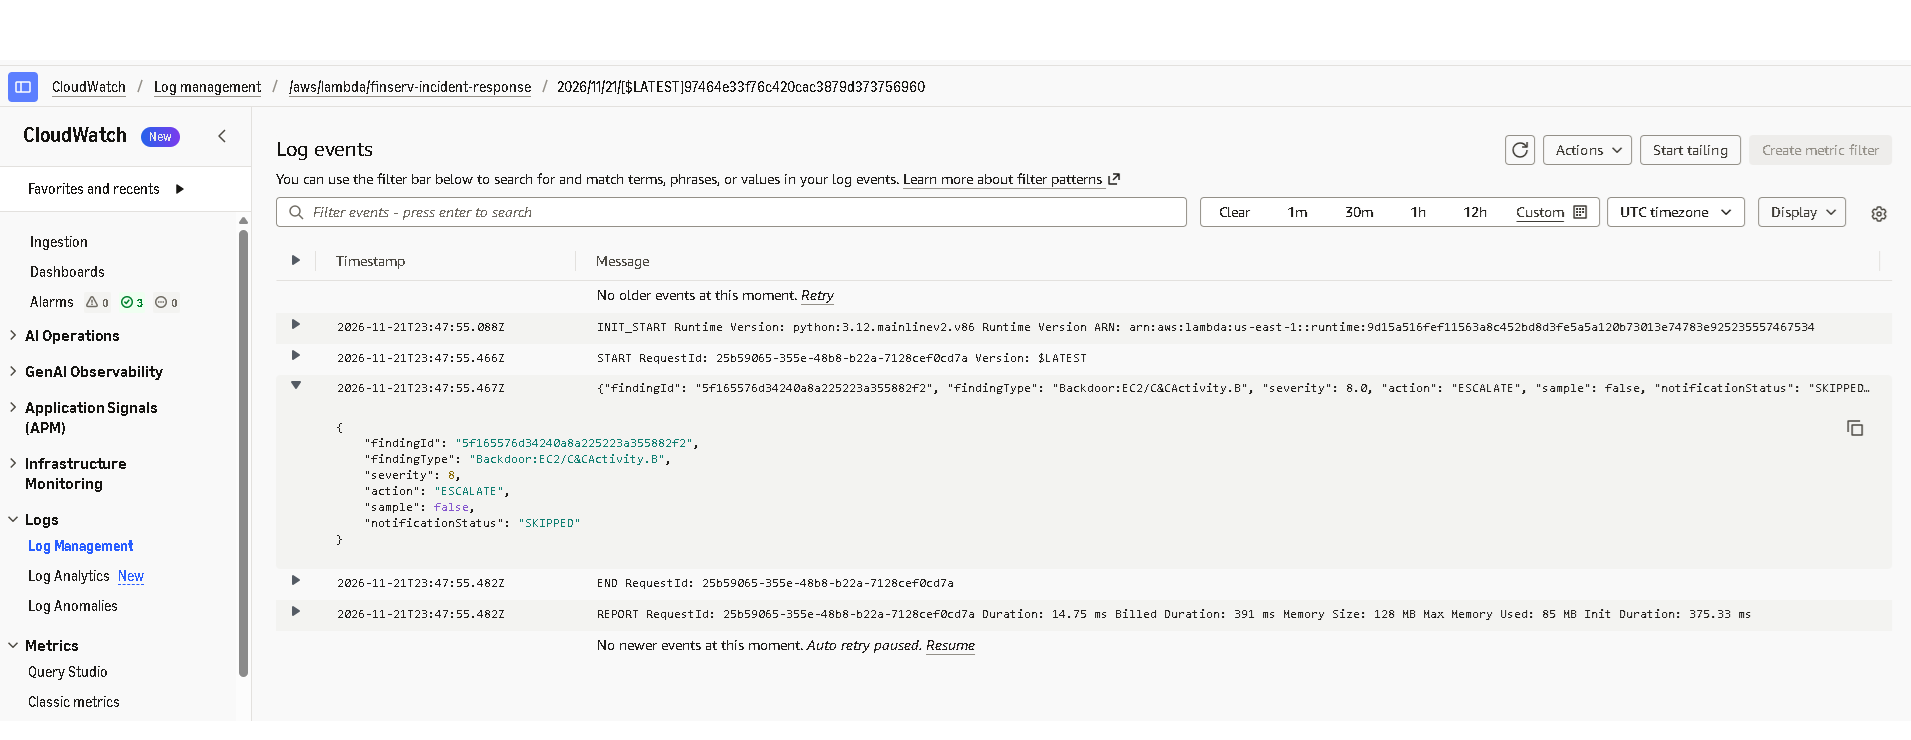 CloudWatch / Log management / /aws/lambda/finserv-incident-response / 2026/11/21/[$LATEST]97464e33f76c420cac3879d373756960
CloudWatch New
Favorites and recents
Ingestion
Dashboards
Alarms 0 3 0
AI Operations
GenAI Observability
Application Signals
(APM)
Infrastructure
Monitoring
Logs
Log Management
Log Analytics New
Log Anomalies
Metrics
Query Studio
Classic metrics
Log events
Actions Start tailing Create metric filter
You can use the filter bar below to search for and match terms, phrases, or values in your log events. Learn more about filter patterns
Filter events - press enter to search
Clear 1m 30m 1h 12h Custom UTC timezone Display
Timestamp Message
No older events at this moment. Retry
2026-11-21T23:47:55.088Z INIT_START Runtime Version: python:3.12.mainlinev2.v86 Runtime Version ARN: arn:aws:lambda:us-east-1::runtime:9d15a516fef11563a8c452bd8d3fe5a5a120b73013e74783e925235557467534
2026-11-21T23:47:55.466Z START RequestId: 25b59065-355e-48b8-b22a-7128cef0cd7a Version: $LATEST
2026-11-21T23:47:55.467Z {"findingId": "5f165576d34240a8a225223a355882f2", "findingType": "Backdoor:EC2/C&CActivity.B", "severity": 8.0, "action": "ESCALATE", "sample": false, "notificationStatus": "SKIPPED…
{
"findingId": "5f165576d34240a8a225223a355882f2",
"findingType": "Backdoor:EC2/C&CActivity.B",
"severity": 8,
"action": "ESCALATE",
"sample": false,
"notificationStatus": "SKIPPED"
}
2026-11-21T23:47:55.482Z END RequestId: 25b59065-355e-48b8-b22a-7128cef0cd7a
2026-11-21T23:47:55.482Z REPORT RequestId: 25b59065-355e-48b8-b22a-7128cef0cd7a Duration: 14.75 ms Billed Duration: 391 ms Memory Size: 128 MB Max Memory Used: 85 MB Init Duration: 375.33 ms
No newer events at this moment. Auto retry paused. Resume